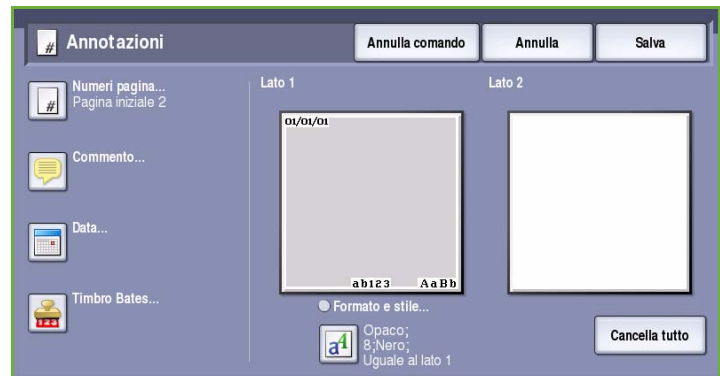 Annotazioni
Annulla comando
Annulla
Salva
Numeri pagina...
Pagina iniziale 2
Commento...
Data...
Timbro Bates...
Lato 1
Lato 2
01/01/01
ab123
AaBb
Formato e stile...
Opaco;
8;Nero;
Uguale al lato 1
Cancella tutto